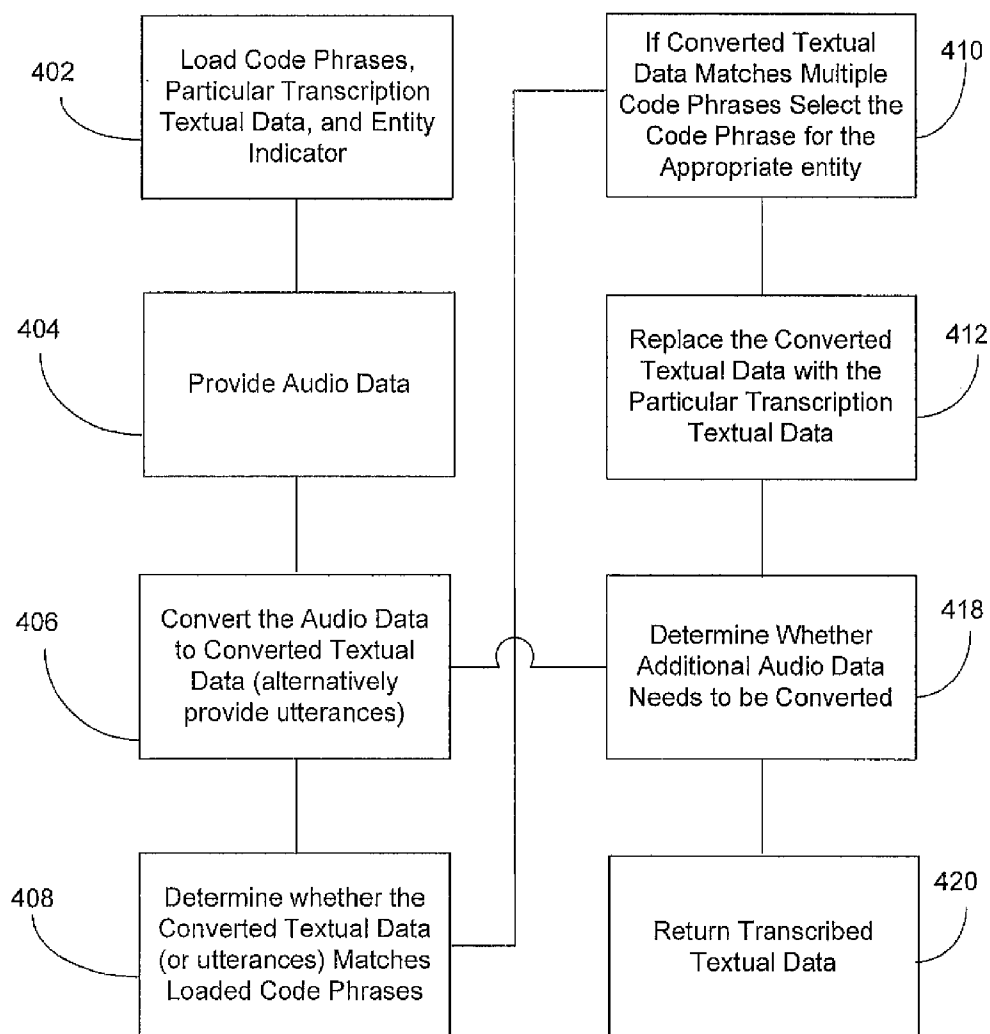 402
Load Code Phrases,
Particular Transcription
Textual Data, and Entity
Indicator
404
Provide Audio Data
406
Convert the Audio Data
to Converted Textual
Data (alternatively
provide utterances)
408
Determine whether the
Converted Textual Data
(or utterances) Matches
Loaded Code Phrases
If Converted Textual
Data Matches Multiple
Code Phrases Select the
Code Phrase for the
Appropriate entity
410
Replace the Converted
Textual Data with the
Particular Transcription
Textual Data
412
Determine Whether
Additional Audio Data
Needs to be Converted
418
Return Transcribed
Textual Data
420